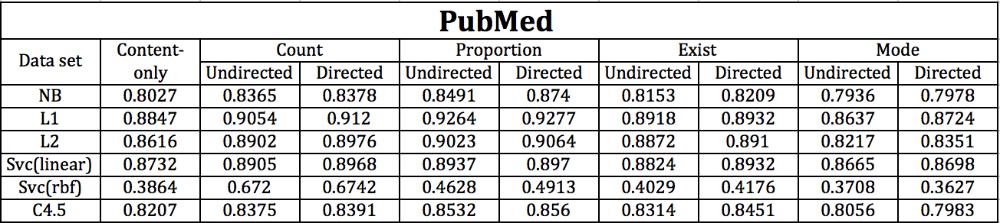 PubMed
Data set Content-only Count Proportion Exist Mode
Undirected Directed Undirected Directed Undirected Directed Undirected Directed
NB 0.8027 0.8365 0.8378 0.8491 0.874 0.8153 0.8209 0.7936 0.7978
L1 0.8847 0.9054 0.912 0.9264 0.9277 0.8918 0.8932 0.8637 0.8724
L2 0.8616 0.8902 0.8976 0.9023 0.9064 0.8872 0.891 0.8217 0.8351
Svc(linear) 0.8732 0.8905 0.8968 0.8937 0.897 0.8824 0.8932 0.8665 0.8698
Svc(rbf) 0.3864 0.672 0.6742 0.4628 0.4913 0.4029 0.4176 0.3708 0.3627
C4.5 0.8207 0.8375 0.8391 0.8532 0.856 0.8314 0.8451 0.8056 0.7983